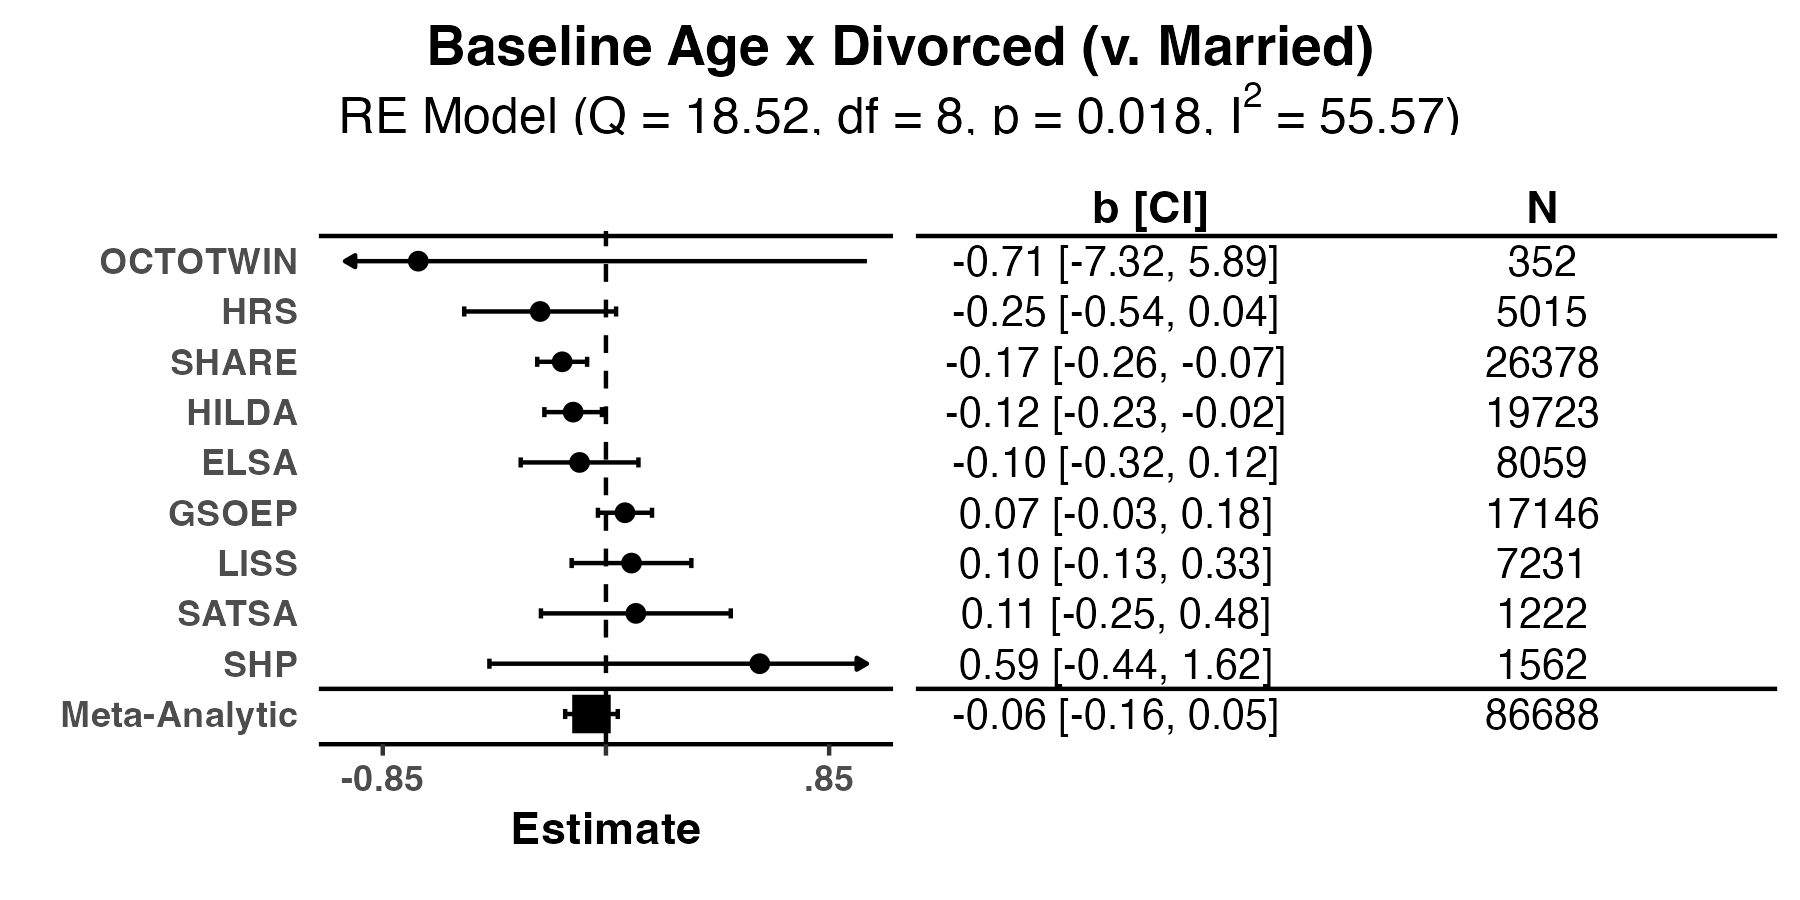 Baseline Age x Divorced (v. Married)
RE Model (Q = 18.52, df = 8, p = 0.018, I² = 55.57)
b [CI] N
OCTOTWIN -0.71 [-7.32, 5.89] 352
HRS -0.25 [-0.54, 0.04] 5015
SHARE -0.17 [-0.26, -0.07] 26378
HILDA -0.12 [-0.23, -0.02] 19723
ELSA -0.10 [-0.32, 0.12] 8059
GSOEP 0.07 [-0.03, 0.18] 17146
LISS 0.10 [-0.13, 0.33] 7231
SATSA 0.11 [-0.25, 0.48] 1222
SHP 0.59 [-0.44, 1.62] 1562
Meta-Analytic -0.06 [-0.16, 0.05] 86688
-0.85 .85
Estimate